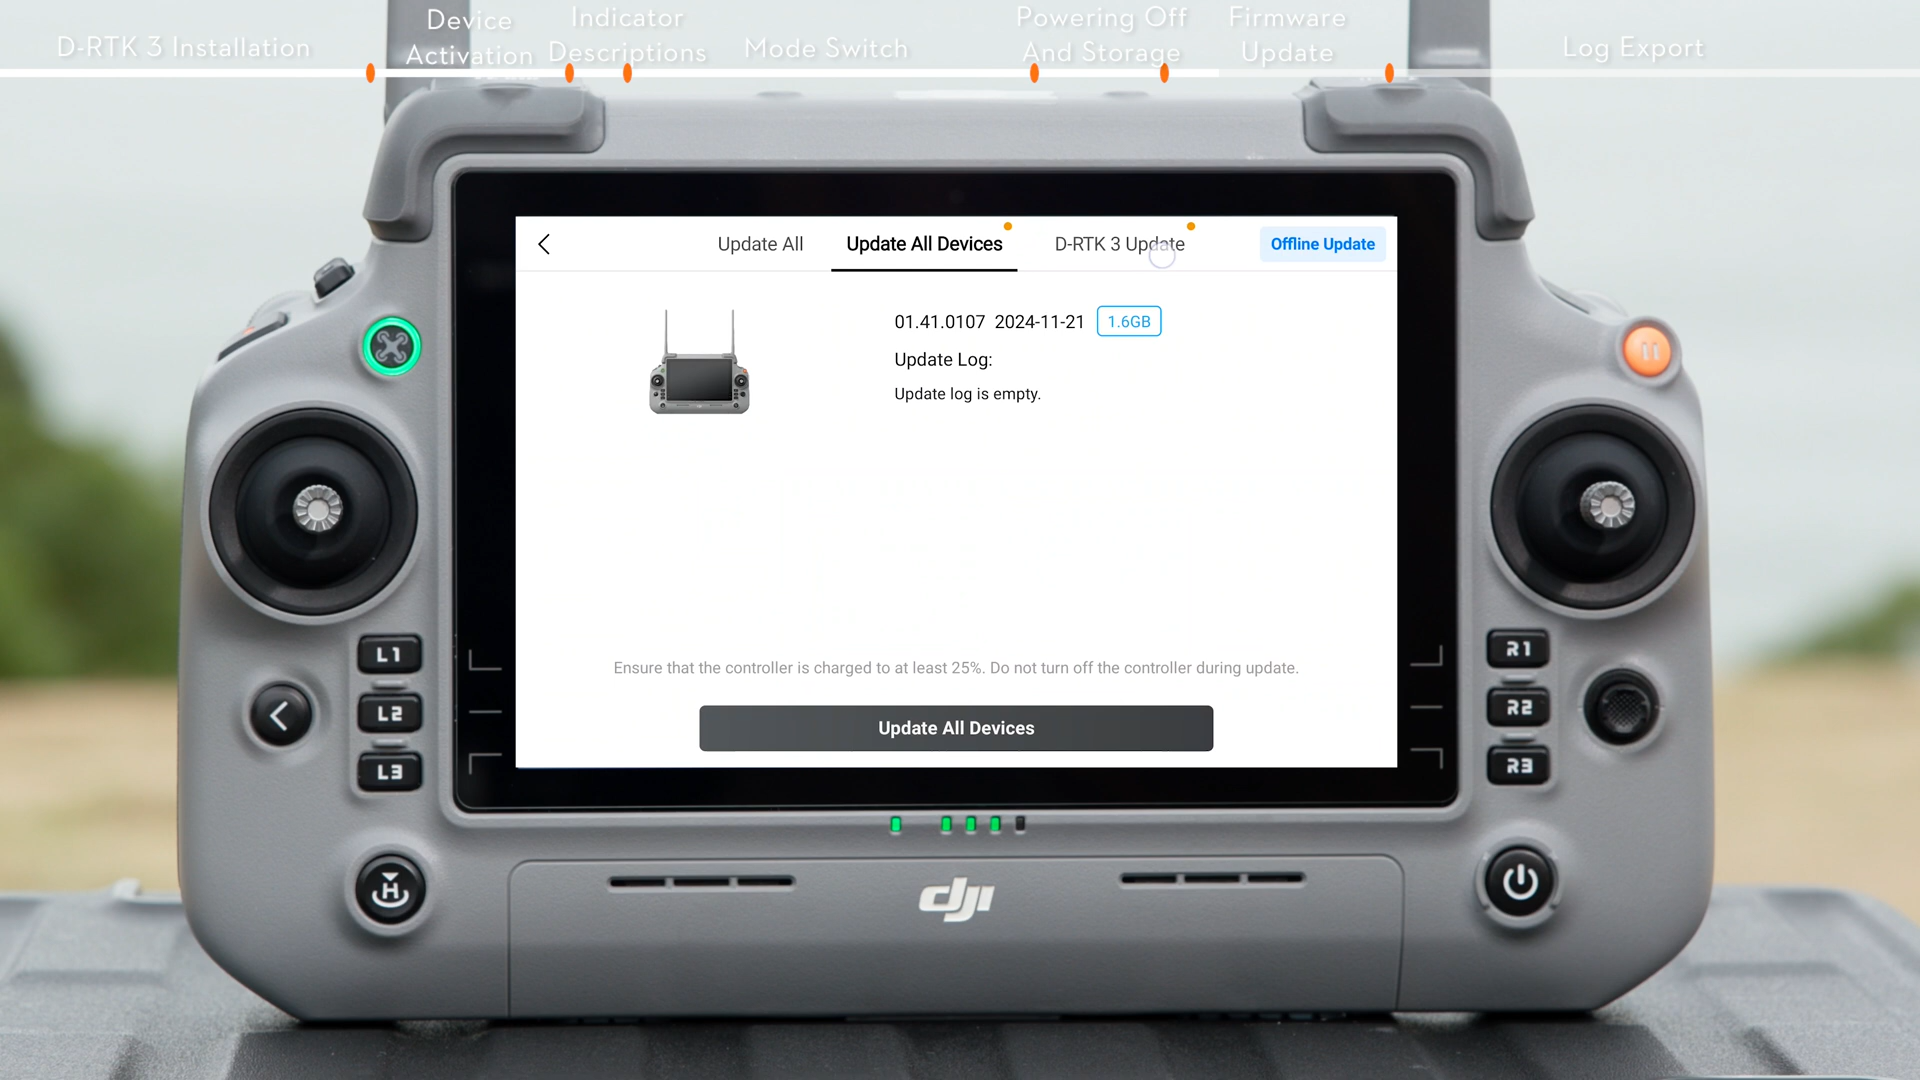 D-RTK 3 Installation
Device
Activation
Indicator
Descriptions
Mode Switch
Powering Off
And Storage
Firmware
Update
Log Export
Update All
Update All Devices
D-RTK 3 Update
Offline Update
01.41.0107 2024-11-21 1.6GB
Update Log:
Update log is empty.
Ensure that the controller is charged to at least 25%. Do not turn off the controller during update.
Update All Devices
L1
L2
L3
R1
R2
R3
H
dji